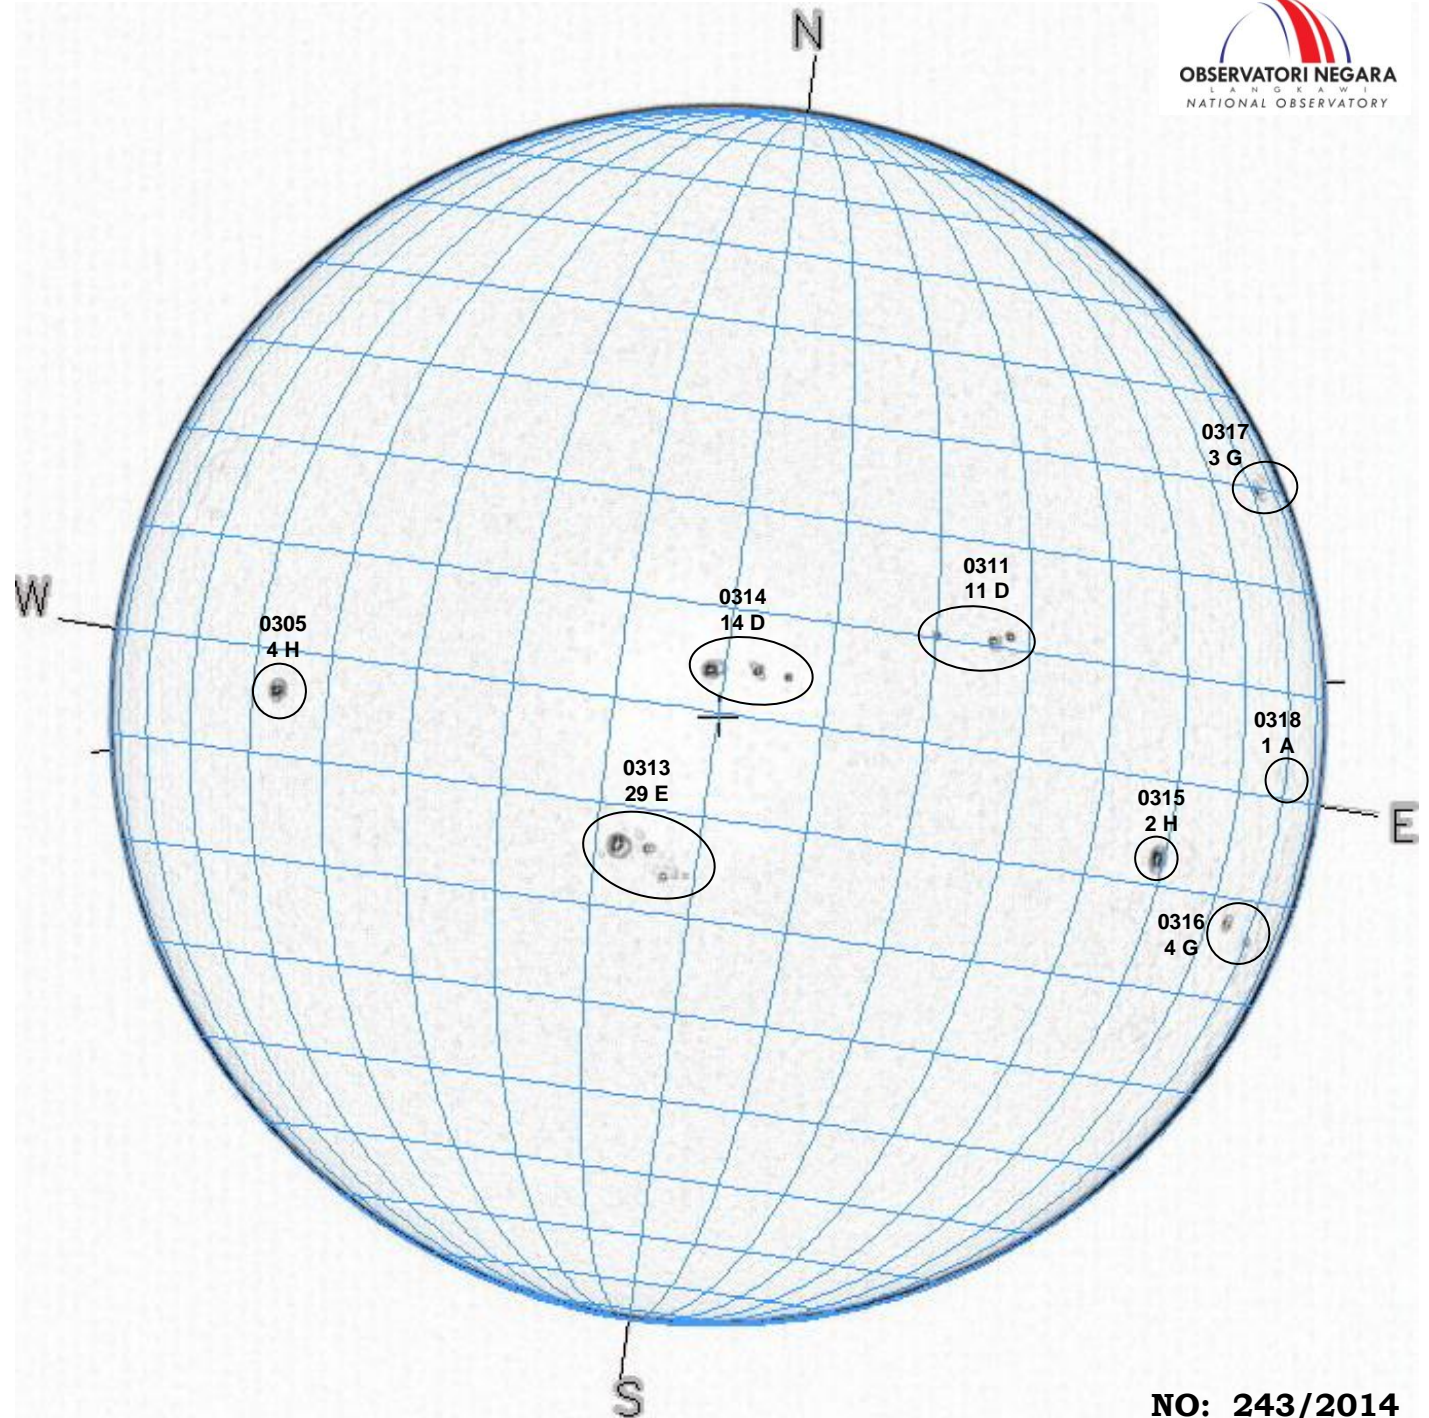 N
OBSERVATORI NEGARA
LANGKAWI
NATIONAL OBSERVATORY
0317
3 G
0311
11 D
W
0314
14 D
0305
4 H
0318
1 A
0313
29 E
0315
2 H
E
0316
4 G
S
NO: 243/2014